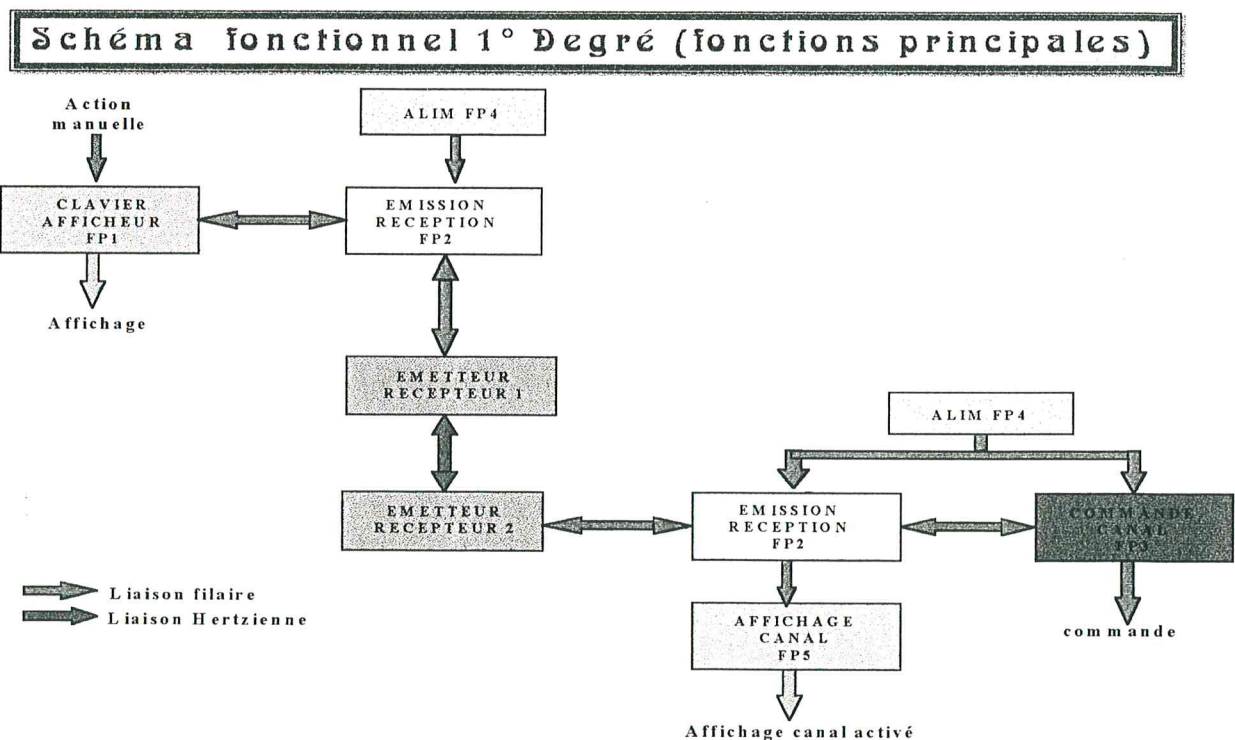 Schéma fonctionnel 1° Degré (fonctions principales)
Action
manuelle
ALIM FP4
CLAVIER
AFFICHEUR
FP1
EMISSION
RECEPTION
FP2
Affichage
EMETTEUR
RECEPTEUR 1
ALIM FP4
EMETTEUR
RECEPTEUR 2
EMISSION
RECEPTION
FP2
COMMANDE
CANAL
FP3
Liaison filaire
Liaison Hertzienne
AFFICHAGE
CANAL
FP5
commande
Affichage canal activé